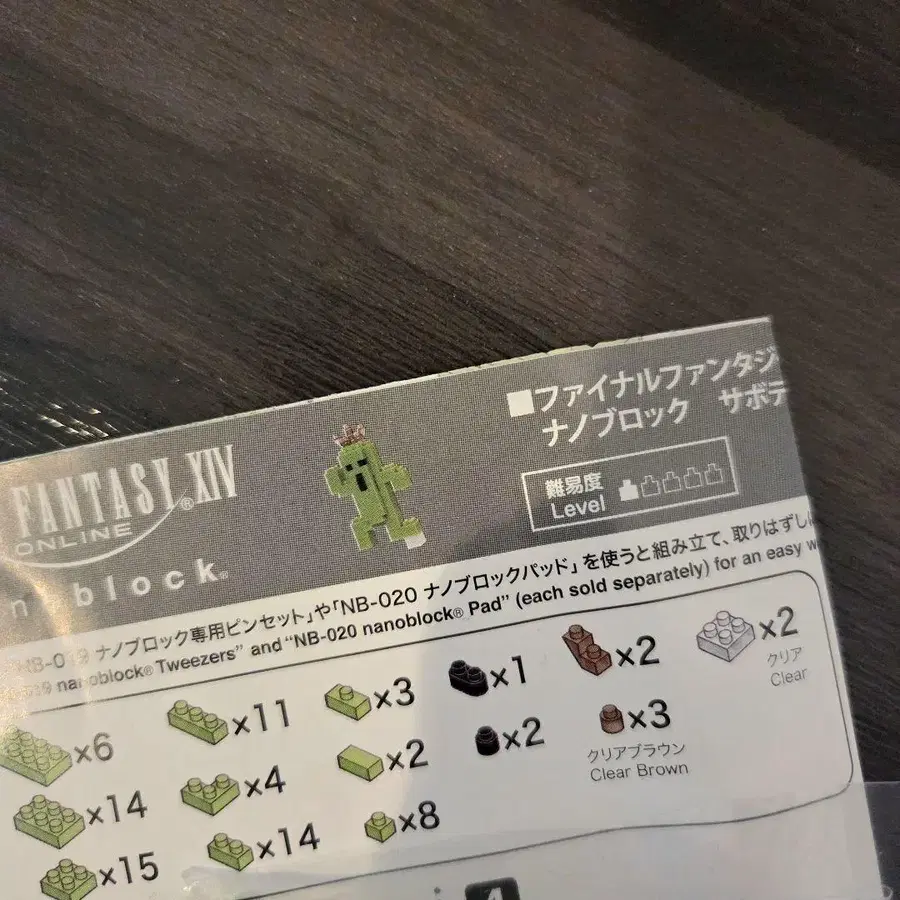 FANTASY XIV
ONLINE
block®
■ファイナルファンタジ
ナノブロック サボテ
難易度
Level
ナノブロック専用ピンセット」や「NB-020 ナノブロックパッド」を使うと組み立て、取りはずし
nanoblock® Tweezers" and "NB-020 nanoblock® Pad" (each sold separately) for an easy w
×6
×11
×3
×1
×2
×2
クリア
Clear
×14
×4
×2
×2
×3
クリアブラウン
Clear Brown
×15
×14
×8